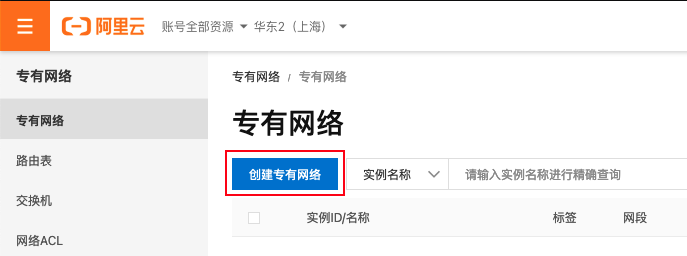 阿里云 账号全部资源 华东2（上海）
专有网络
专有网络
路由表
交换机
网络ACL
专有网络 / 专有网络
专有网络
创建专有网络 实例名称 请输入实例名称进行精确查询
实例ID/名称 标签 网段